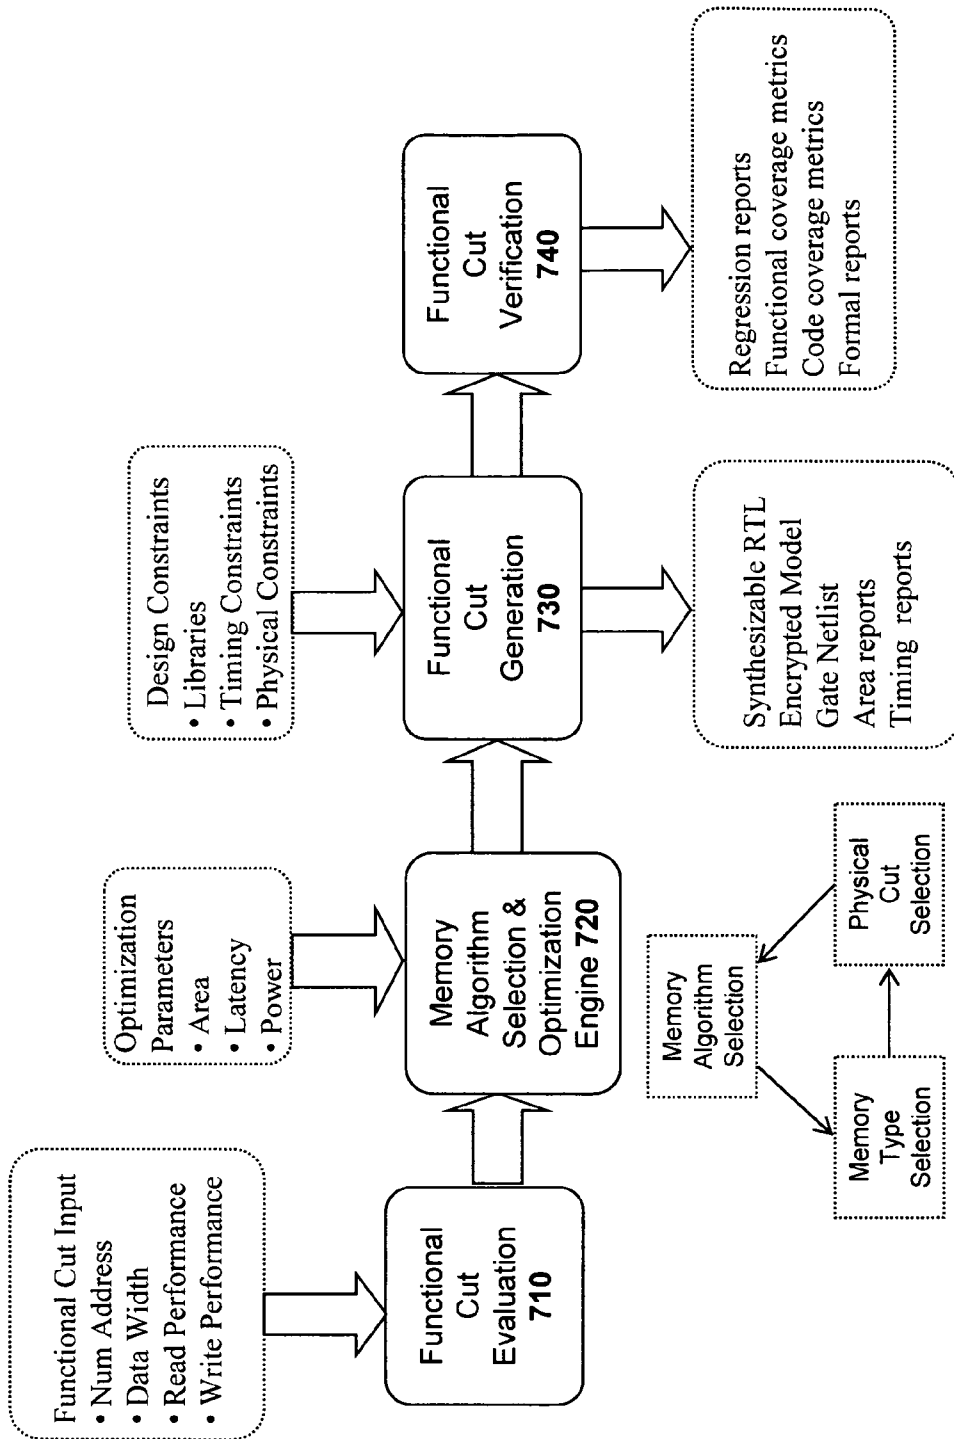 Functional Cut Input
• Num Address
• Data Width
• Read Performance
• Write Performance
Optimization
Parameters
• Area
• Latency
• Power
Design Constraints
• Libraries
• Timing Constraints
• Physical Constraints
Functional
Cut
Evaluation
710
Memory
Algorithm
Selection &
Optimization
Engine 720
Functional
Cut
Generation
730
Functional
Cut
Verification
740
Memory
Algorithm
Selection
Memory
Type
Selection
Physical
Cut
Selection
Synthesizable RTL
Encrypted Model
Gate Netlist
Area reports
Timing reports
Regression reports
Functional coverage metrics
Code coverage metrics
Formal reports